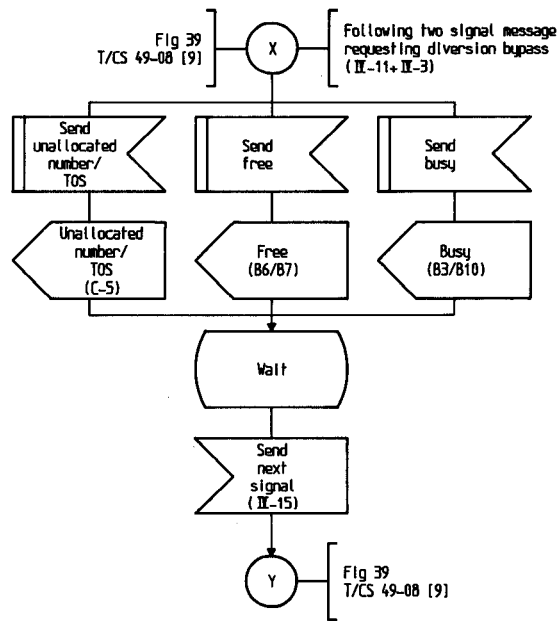 Fig 39
T/CS 49-08 [9]
X
Following two signal message
requesting diversion bypass
(II-11+II-3)
Send
unallocated
number/
TOS
Send
free
Send
busy
Unallocated
number/
TOS
(C-5)
Free
(B6/B7)
Busy
(B3/B10)
Wait
Send
next
signal
(II-15)
Y
Fig 39
T/CS 49-08 [9]